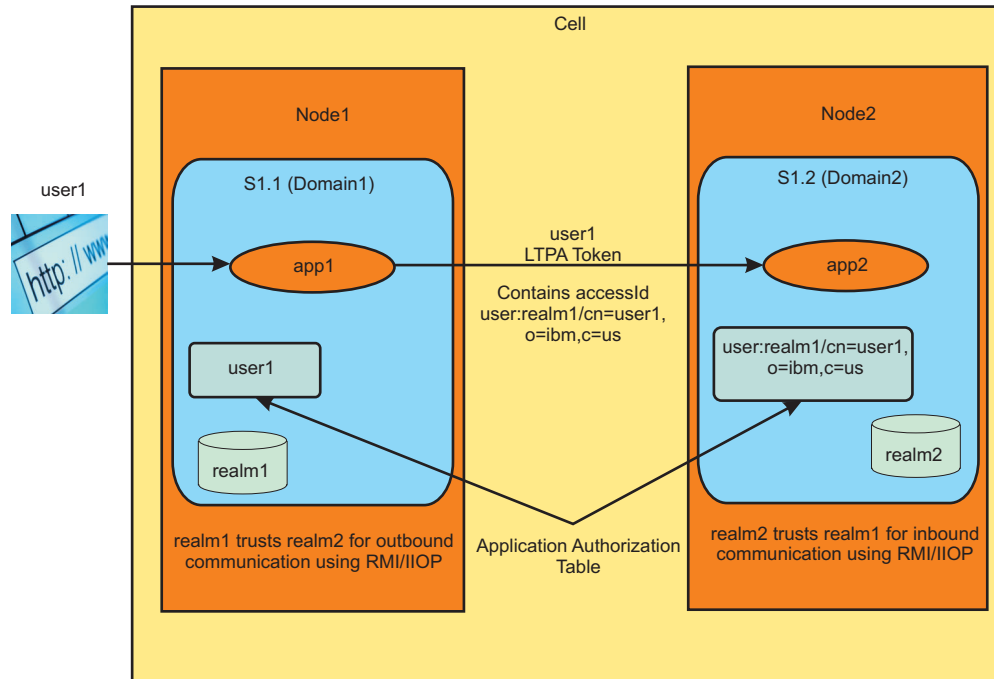 Cell
Node1
Node2
S1.1 (Domain1)
S1.2 (Domain2)
user1
http: // www
app1
user1
LTPA Token
app2
Contains accessId
user:realm1/cn=user1,
o=ibm,c=us
user1
user:realm1/cn=user1,
o=ibm,c=us
realm1
realm2
realm1 trusts realm2 for outbound
communication using RMI/IIOP
Application Authorization
Table
realm2 trusts realm1 for inbound
communication using RMI/IIOP